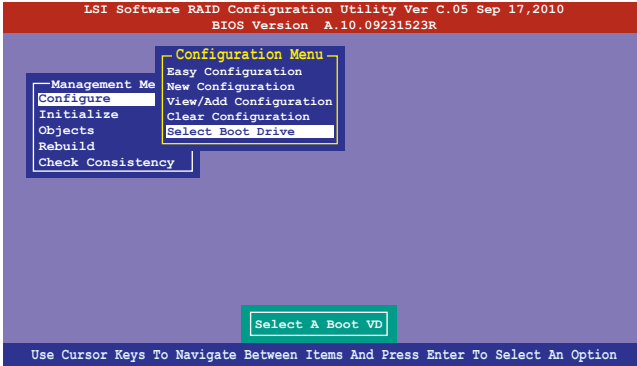 LSI Software RAID Configuration Utility Ver C.05 Sep 17,2010
BIOS Version A.10.09231523R
Configuration Menu
Easy Configuration
New Configuration
View/Add Configuration
Clear Configuration
Select Boot Drive
Management Me
Configure
Initialize
Objects
Rebuild
Check Consistency
Select A Boot VD
Use Cursor Keys To Navigate Between Items And Press Enter To Select An Option